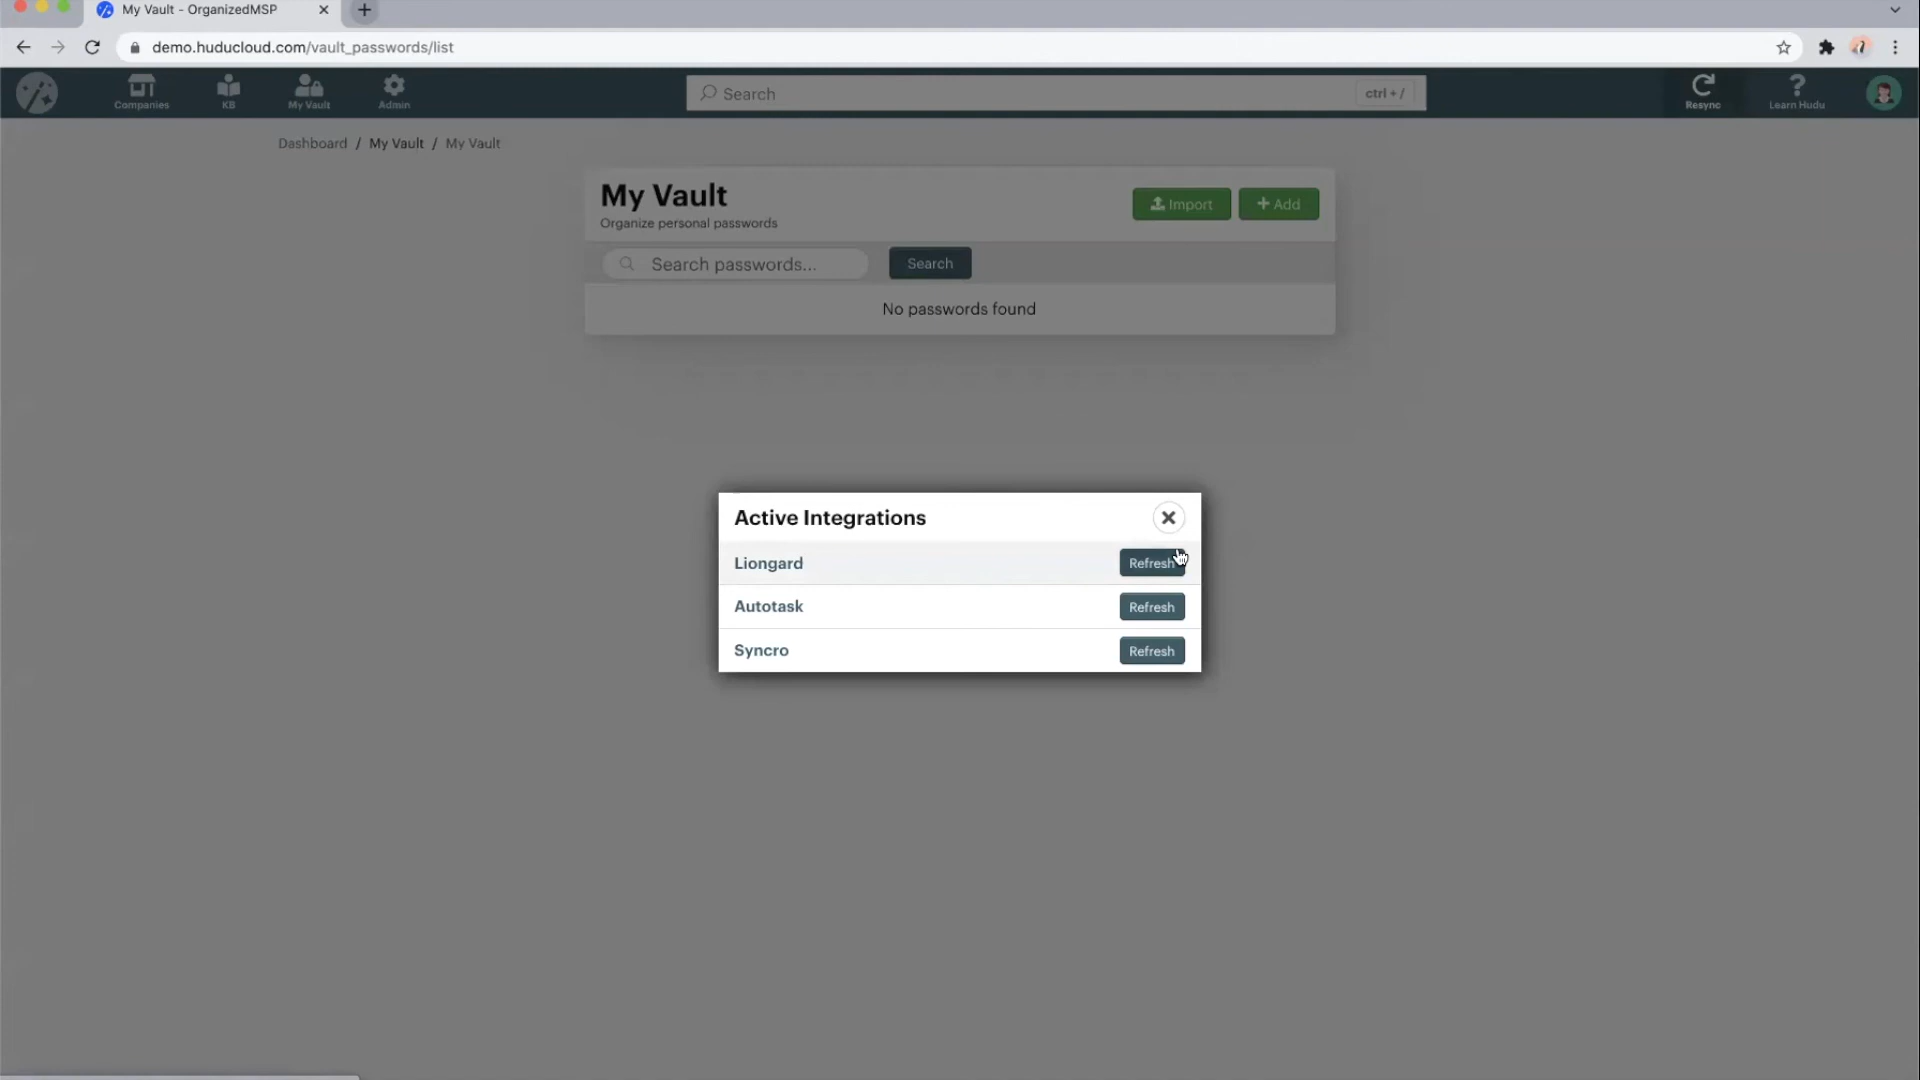 My Vault - OrganizedMSP
demo.huducloud.com/vault_passwords/list
Companies
KB
My Vault
Admin
Search
ctrl + /
Resync
Learn Hudu
Dashboard / My Vault / My Vault
My Vault
Organize personal passwords
Import
+ Add
Search passwords...
Search
No passwords found
Active Integrations
Liongard
Refresh
Autotask
Refresh
Syncro
Refresh